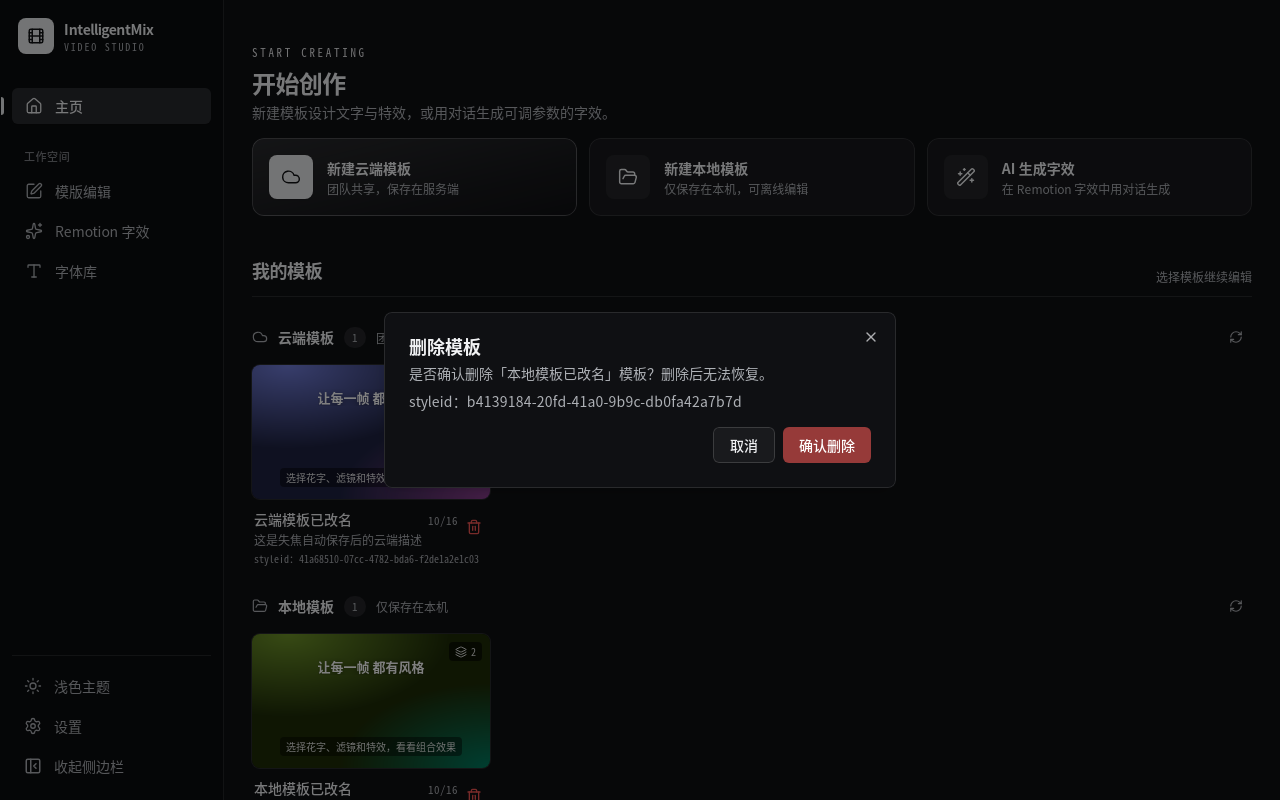 IntelligentMix
VIDEO STUDIO
主页
工作空间
模版编辑
Remotion 字效
字体库
浅色主题
设置
收起侧边栏
START CREATING
开始创作
新建模板设计文字与特效，或用对话生成可调参数的字效。
新建云端模板
团队共享，保存在服务端
新建本地模板
仅保存在本机，可离线编辑
AI 生成字效
在 Remotion 字效中用对话生成
我的模板
选择模板继续编辑
云端模板 1
让每一帧 都
选择花字、滤镜和特效
云端模板已改名 10/16
这是失焦自动保存后的云端描述
styleid: 41a68510-07cc-4782-bda6-f2de1a2e1c03
删除模板
是否确认删除「本地模板已改名」模板？删除后无法恢复。
styleid：b4139184-20fd-41a0-9b9c-db0fa42a7b7d
取消 确认删除
本地模板 1 仅保存在本机
2
让每一帧 都有风格
选择花字、滤镜和特效，看看组合效果
本地模板已改名 10/16